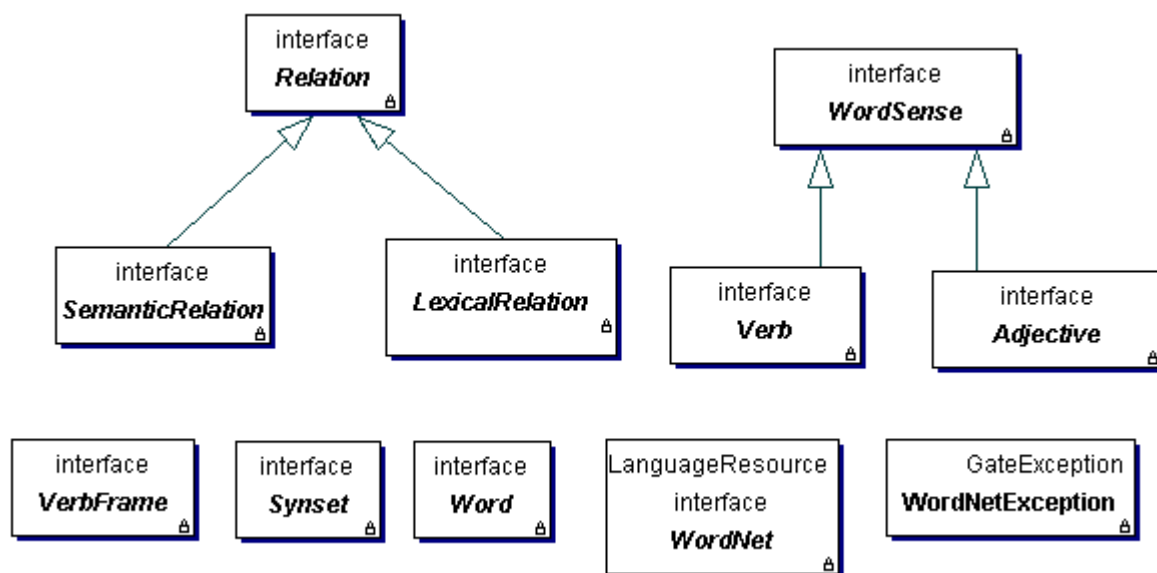 interface
Relation
interface
WordSense
interface
SemanticRelation
interface
LexicalRelation
interface
Verb
interface
Adjective
interface
VerbFrame
interface
Synset
interface
Word
LanguageResource
interface
WordNet
GateException
WordNetException